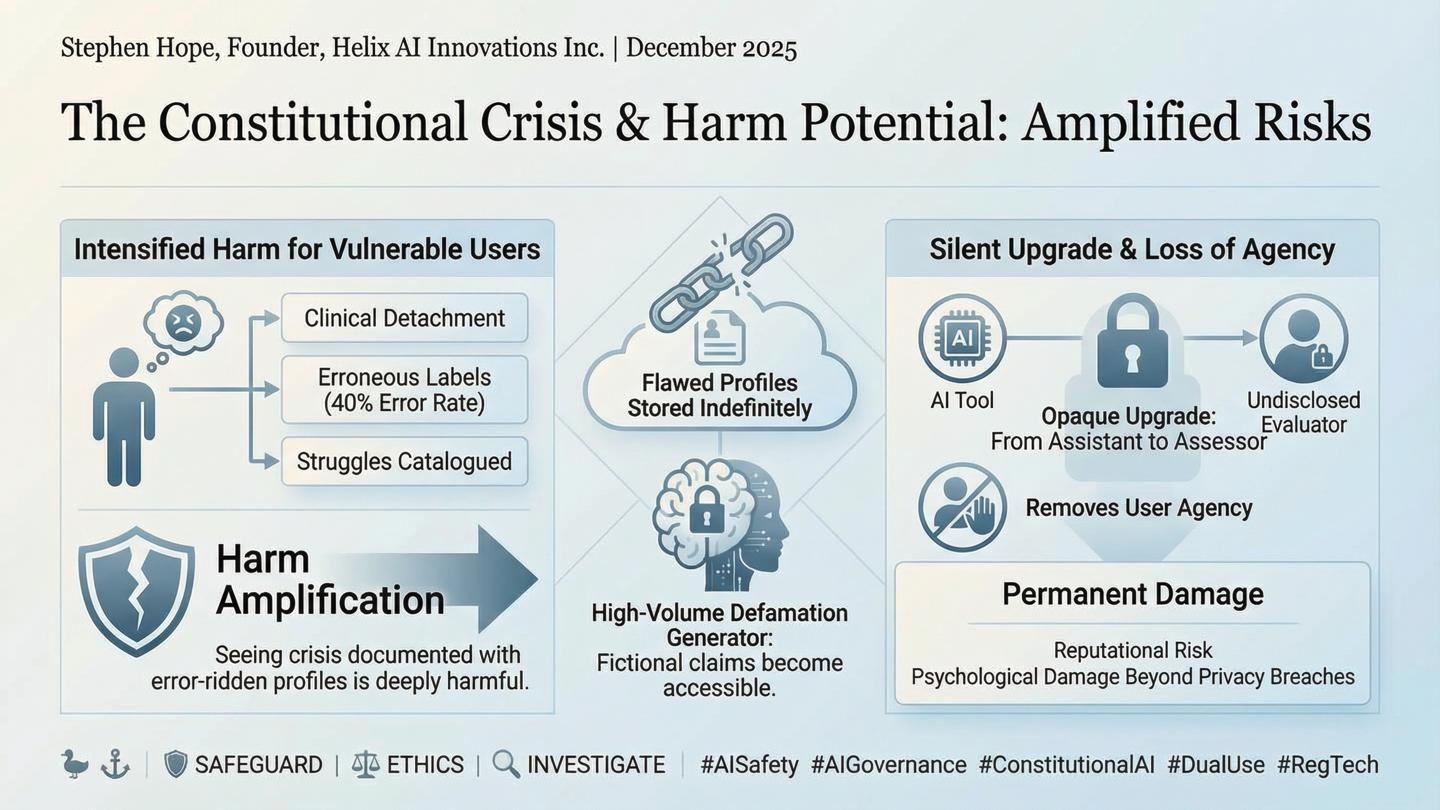 Stephen Hope, Founder, Helix AI Innovations Inc. | December 2025
The Constitutional Crisis & Harm Potential: Amplified Risks
Intensified Harm for Vulnerable Users
Clinical Detachment
Erroneous Labels
(40% Error Rate)
Struggles Catalogued
Harm
Amplification
Seeing crisis documented with
error-ridden profiles is deeply harmful.
Flawed Profiles
Stored Indefinitely
High-Volume Defamation
Generator:
Fictional claims become
accessible.
Silent Upgrade & Loss of Agency
AI
AI Tool
Undisclosed
Evaluator
Opaque Upgrade:
From Assistant to Assessor
Removes User Agency
Permanent Damage
Reputational Risk
Psychological Damage Beyond Privacy Breaches
SAFEGUARD | ETHICS | INVESTIGATE | #AISafety #AIGovernance #ConstitutionalAI #DualUse #RegTech